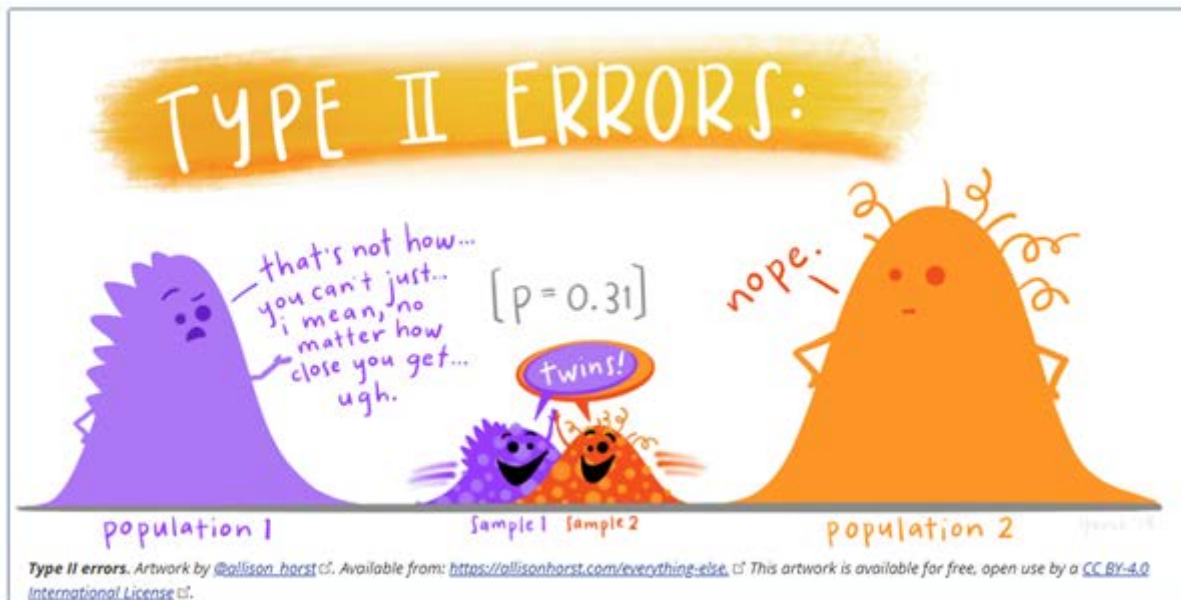 TYPE II ERRORS:
that's not how...
you can't just...
i mean, no
matter how
close you get...
ugh.
[p = 0.31]
nope.
twins!
population 1
Sample 1 Sample 2
population 2
Type II errors. Artwork by @allison_horst. Available from: https://allisonhorst.com/everything-else. This artwork is available for free, open use by a CC BY-4.0
International License.